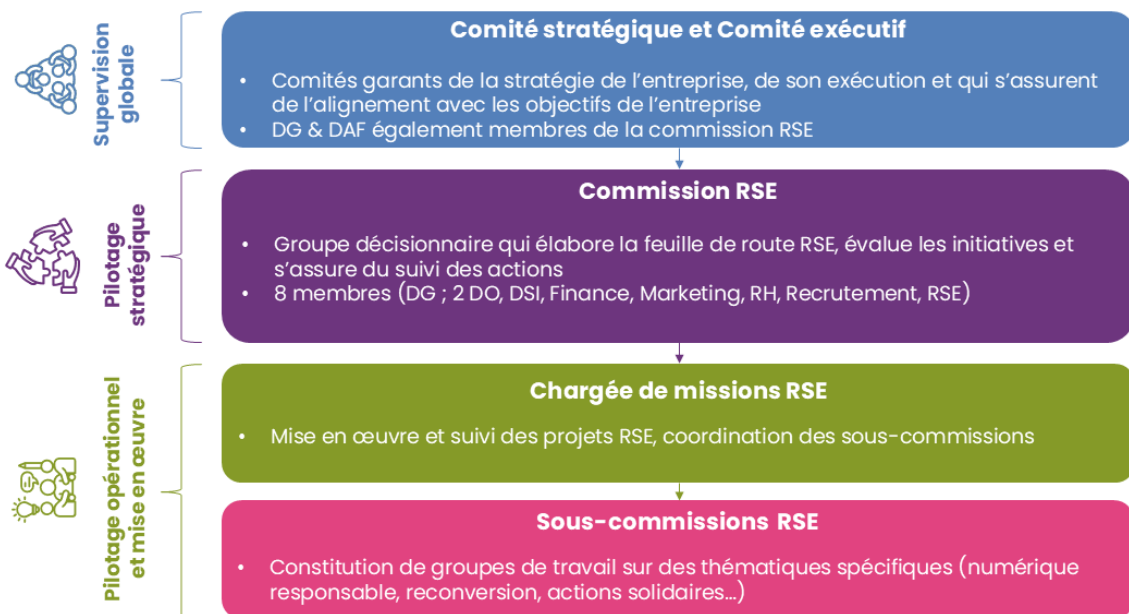 Supervision
globale
Comité stratégique et Comité exécutif
• Comités garants de la stratégie de l'entreprise, de son exécution et qui s'assurent
de l'alignement avec les objectifs de l'entreprise
• DG & DAF également membres de la commission RSE
Pilotage
stratégique
Commission RSE
• Groupe décisionnaire qui élabore la feuille de route RSE, évalue les initiatives et
s'assure du suivi des actions
• 8 membres (DG ; 2 DO, DSI, Finance, Marketing, RH, Recrutement, RSE)
Pilotage opérationnel
et mise en œuvre
Chargée de missions RSE
• Mise en œuvre et suivi des projets RSE, coordination des sous-commissions
Sous-commissions RSE
• Constitution de groupes de travail sur des thématiques spécifiques (numérique
responsable, reconversion, actions solidaires…)